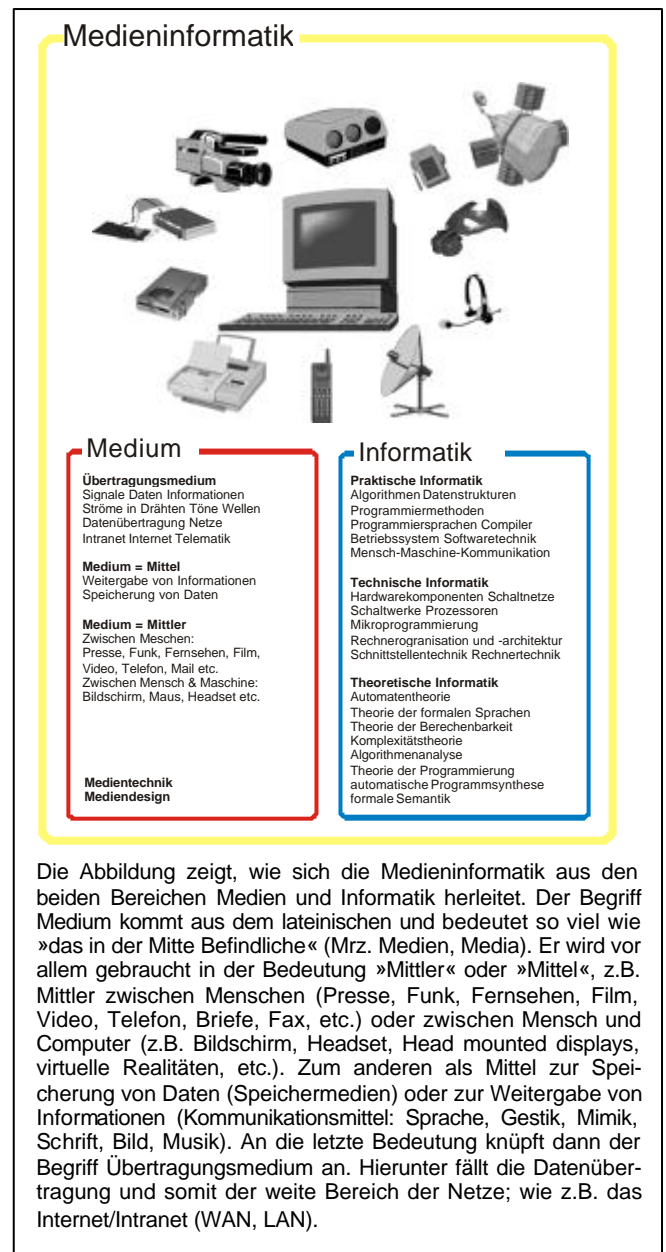 Medieninformatik
Medium
Übertragungsmedium
Signale Daten Informationen
Ströme in Drähten Töne Wellen
Datenübertragung Netze
Intranet Internet Telematik
Medium = Mittel
Weitergabe von Informationen
Speicherung von Daten
Medium = Mittler
Zwischen Meschen:
Presse, Funk, Fernsehen, Film,
Video, Telefon, Mail etc.
Zwischen Mensch & Maschine:
Bildschirm, Maus, Headset etc.
Medientechnik
Mediendesign
Informatik
Praktische Informatik
Algorithmen Datenstrukturen
Programmiermethoden
Programmiersprachen Compiler
Betriebssystem Softwaretechnik
Mensch-Maschine-Kommunikation
Technische Informatik
Hardwarekomponenten Schaltnetze
Schaltwerke Prozessoren
Mikroprogrammierung
Rechnerogranisation und -architektur
Schnittstellentechnik Rechnertechnik
Theoretische Informatik
Automatentheorie
Theorie der formalen Sprachen
Theorie der Berechenbarkeit
Komplexitätstheorie
Algorithmenanalyse
Theorie der Programmierung
automatische Programmsynthese
formale Semantik
Die Abbildung zeigt, wie sich die Medieninformatik aus den
beiden Bereichen Medien und Informatik herleitet. Der Begriff
Medium kommt aus dem lateinischen und bedeutet so viel wie
»das in der Mitte Befindliche« (Mrz. Medien, Media). Er wird vor
allem gebraucht in der Bedeutung »Mittler« oder »Mittel«, z.B.
Mittler zwischen Menschen (Presse, Funk, Fernsehen, Film,
Video, Telefon, Briefe, Fax, etc.) oder zwischen Mensch und
Computer (z.B. Bildschirm, Headset, Head mounted displays,
virtuelle Realitäten, etc.). Zum anderen als Mittel zur Spei-
cherung von Daten (Speichermedien) oder zur Weitergabe von
Informationen (Kommunikationsmittel: Sprache, Gestik, Mimik,
Schrift, Bild, Musik). An die letzte Bedeutung knüpft dann der
Begriff Übertragungsmedium an. Hierunter fällt die Datenüber-
tragung und somit der weite Bereich der Netze; wie z.B. das
Internet/Intranet (WAN, LAN).